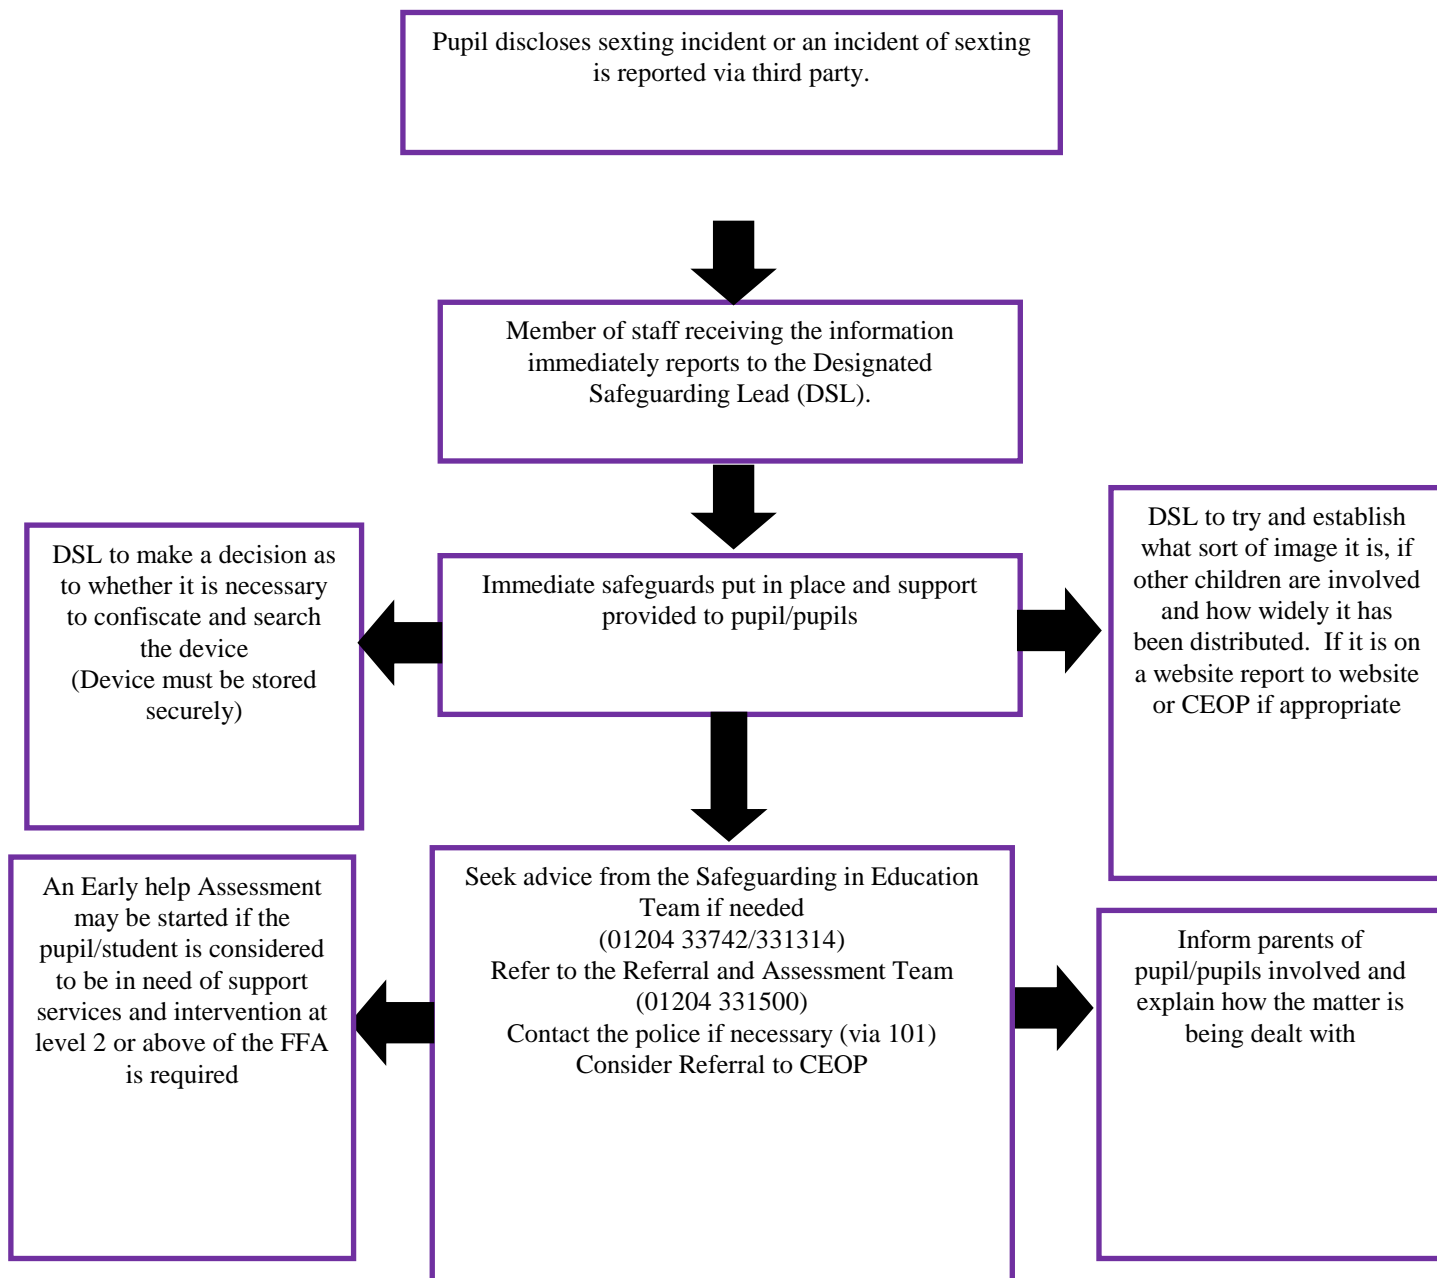 Pupil discloses sexting incident or an incident of sexting
is reported via third party.
Member of staff receiving the information
immediately reports to the Designated
Safeguarding Lead (DSL).
DSL to make a decision as
to whether it is necessary
to confiscate and search
the device
(Device must be stored
securely)
Immediate safeguards put in place and support
provided to pupil/pupils
DSL to try and establish
what sort of image it is, if
other children are involved
and how widely it has
been distributed.  If it is on
a website report to website
or CEOP if appropriate
An Early help Assessment
may be started if the
pupil/student is considered
to be in need of support
services and intervention at
level 2 or above of the FFA
is required
Seek advice from the Safeguarding in Education
Team if needed
(01204 33742/331314)
Refer to the Referral and Assessment Team
(01204 331500)
Contact the police if necessary (via 101)
Consider Referral to CEOP
Inform parents of
pupil/pupils involved and
explain how the matter is
being dealt with